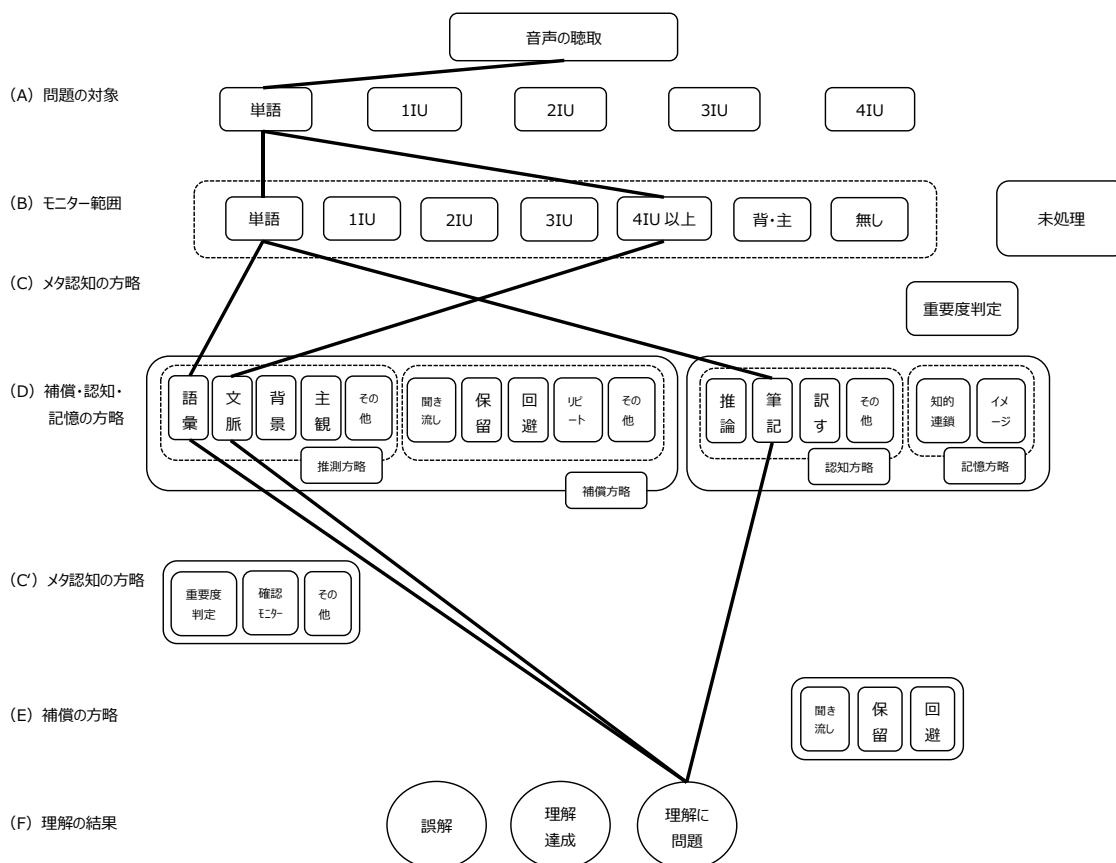 音声の聴取
(A) 問題の対象
単語
1IU
2IU
3IU
4IU
(B) モニター範囲
単語
1IU
2IU
3IU
4IU 以上
背・主
無し
未処理
(C) メタ認知の方略
重要度判定
(D) 補償・認知・
記憶の方略
語
彙
文
脈
背
景
主
観
その
他
聞き
流し
保
留
回
避
リピ
ート
その
他
推
論
筆
記
訳
す
その
他
知的
連鎖
イメ
ージ
推測方略
補償方略
認知方略
記憶方略
(C') メタ認知の方略
重要度
判定
確認
モニター
その
他
(E) 補償の方略
聞き
流し
保
留
回
避
(F) 理解の結果
誤解
理解
達成
理解に
問題